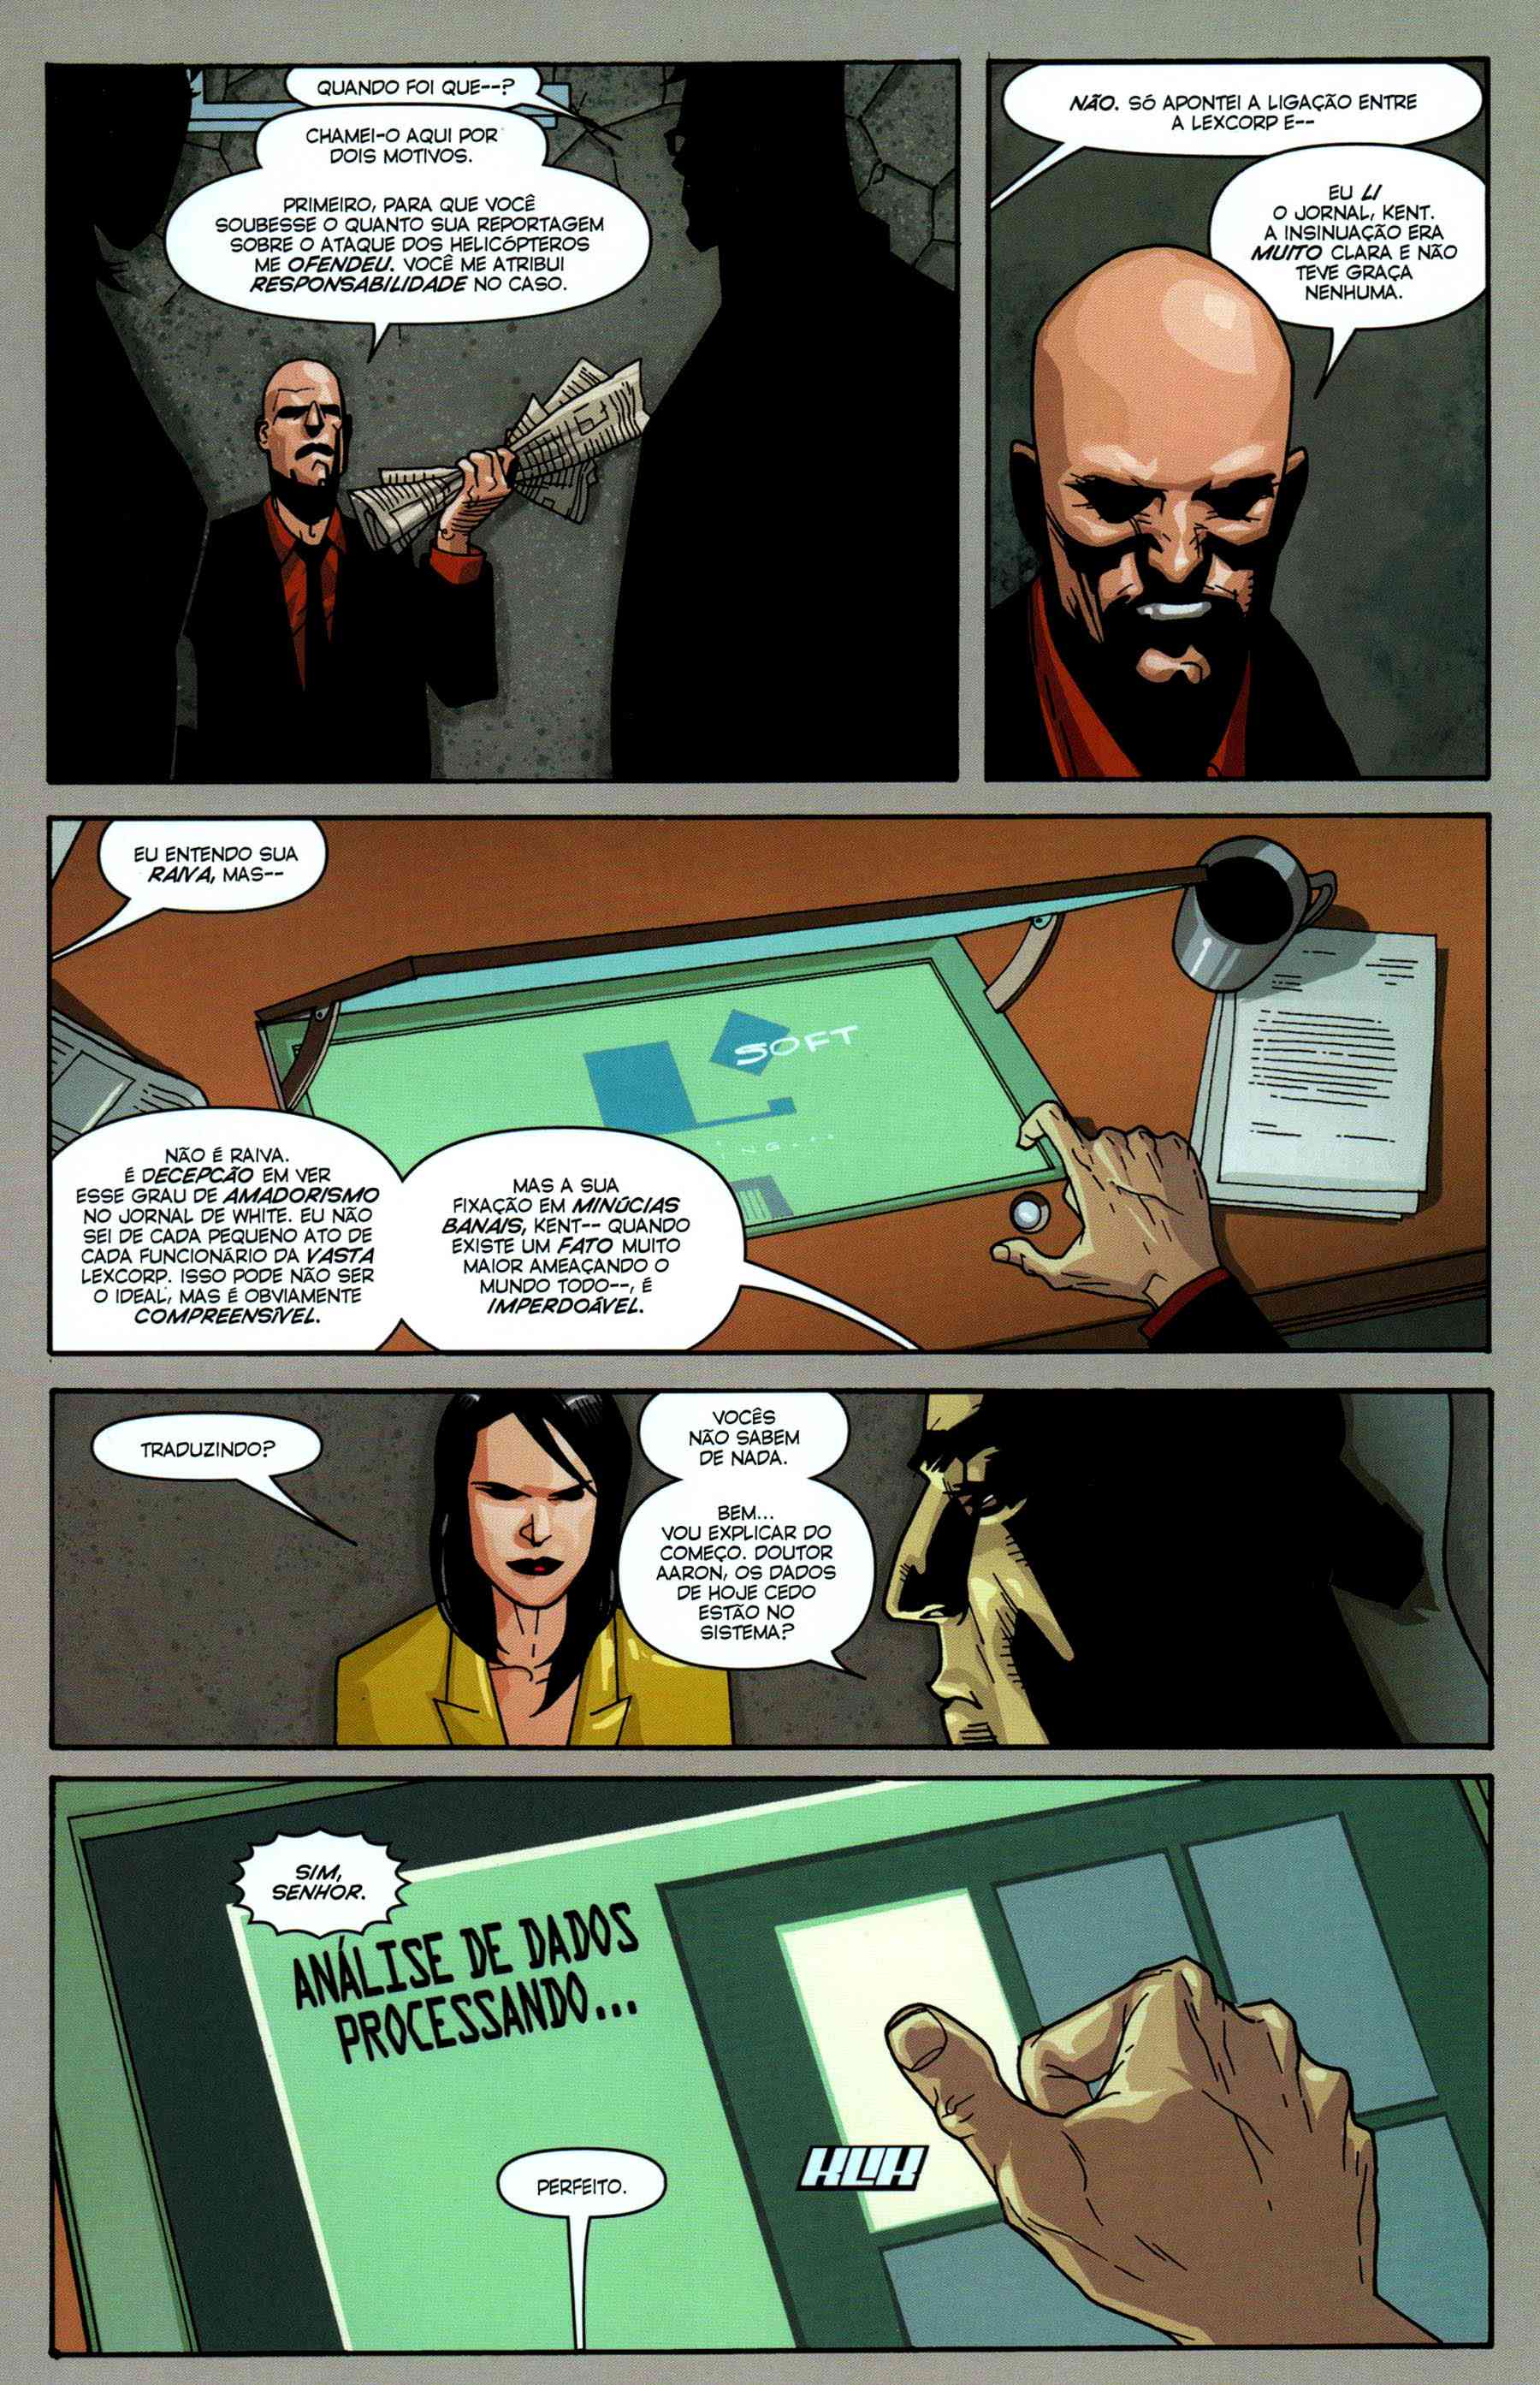 QUANDO FOI QUE--?
CHAMEI-O AQUI POR
DOIS MOTIVOS.
PRIMEIRO, PARA QUE VOCÊ
SOUBESSE O QUANTO SUA REPORTAGEM
SOBRE O ATAQUE DOS HELICÓPTEROS
ME OFENDEU. VOCÊ ME ATRIBUI
RESPONSABILIDADE NO CASO.
NÃO. SÓ APONTEI A LIGAÇÃO ENTRE
A LEXCORP E--
EU LI
O JORNAL, KENT.
A INSINUAÇÃO ERA
MUITO CLARA E NÃO
TEVE GRAÇA
NENHUMA.
EU ENTENDO SUA
RAIVA, MAS--
SOFT
ING...
NÃO É RAIVA.
É DECEPCÃO EM VER
ESSE GRAU DE AMADORISMO
NO JORNAL DE WHITE. EU NÃO
SEI DE CADA PEQUENO ATO DE
CADA FUNCIONÁRIO DA VASTA
LEXCORP. ISSO PODE NÃO SER
O IDEAL, MAS É OBVIAMENTE
COMPREENSÍVEL.
MAS A SUA
FIXAÇÃO EM MINÚCIAS
BANAIS, KENT-- QUANDO
EXISTE UM FATO MUITO
MAIOR AMEAÇANDO O
MUNDO TODO--, É
IMPERDOÁVEL.
TRADUZINDO?
VOCÊS
NÃO SABEM
DE NADA.
BEM...
VOU EXPLICAR DO
COMEÇO. DOUTOR
AARON, OS DADOS
DE HOJE CEDO
ESTÃO NO
SISTEMA?
SIM,
SENHOR.
ANÁLISE DE DADOS
PROCESSANDO...
KLIK
PERFEITO.